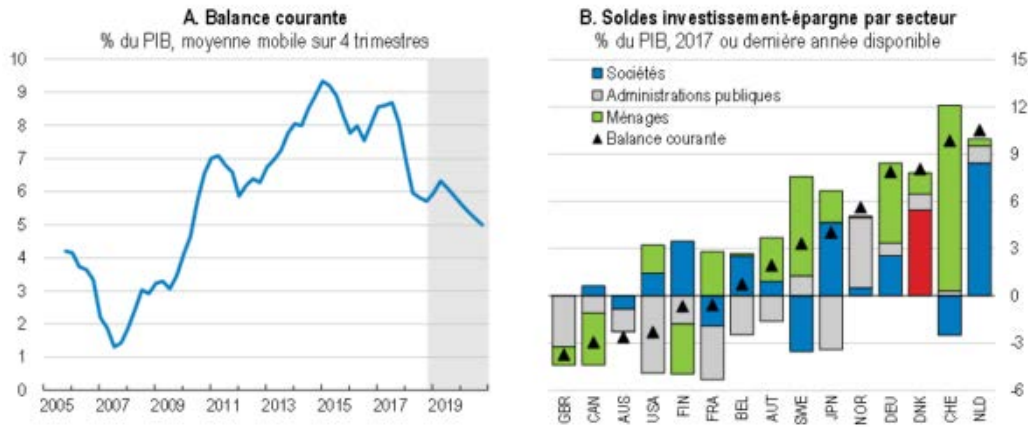 A. Balance courante
% du PIB, moyenne mobile sur 4 trimestres
10
9
8
7
6
5
4
3
2
1
0
2005 2007 2009 2011 2013 2015 2017 2019
B. Soldes investissement-épargne par secteur
% du PIB, 2017 ou dernière année disponible
Sociétés
Administrations publiques
Ménages
Balance courante
15
12
9
6
3
0
-3
-6
GBR CAN AUS USA FIN FRA BEL AUT SWE JPN NOR DEU DNK CHE NLD